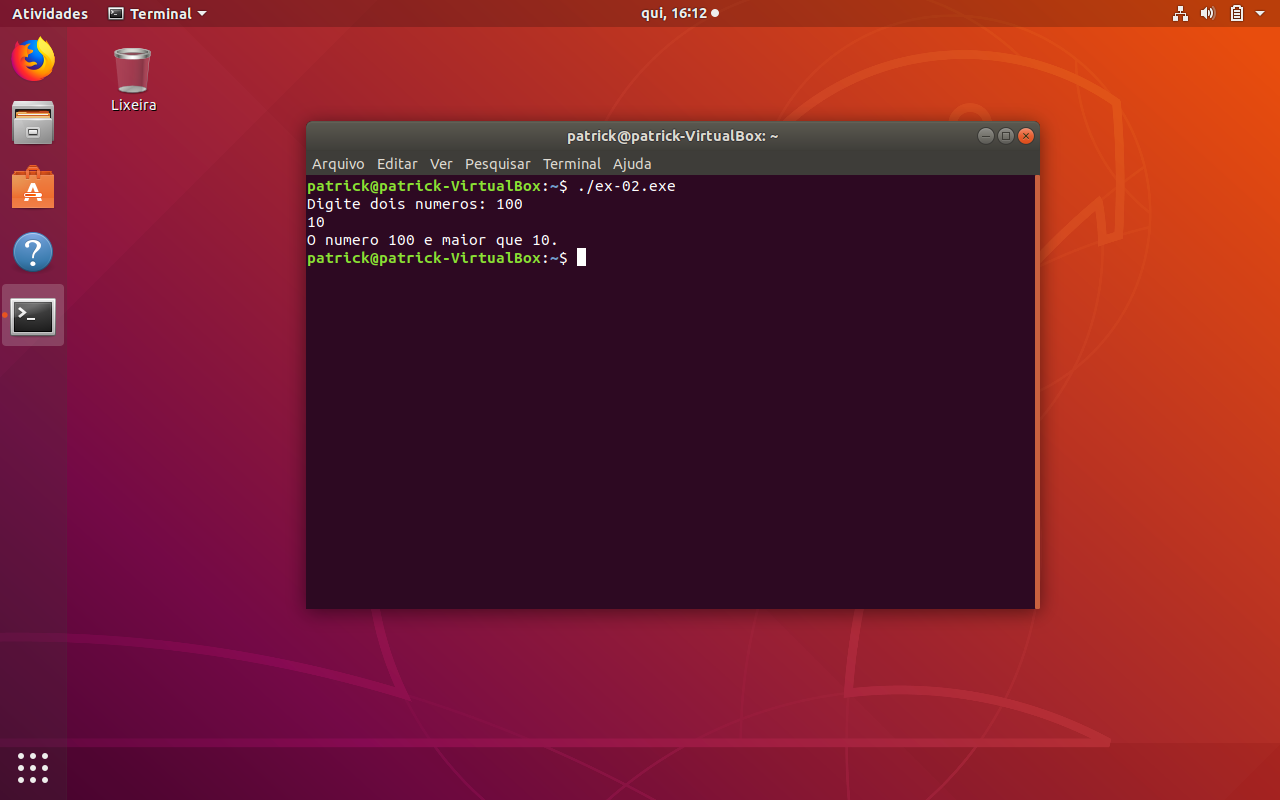 Atividades Terminal qui, 16:12
Lixeira
patrick@patrick-VirtualBox: ~
Arquivo Editar Ver Pesquisar Terminal Ajuda
patrick@patrick-VirtualBox:~$ ./ex-02.exe
Digite dois numeros: 100
10
O numero 100 e maior que 10.
patrick@patrick-VirtualBox:~$